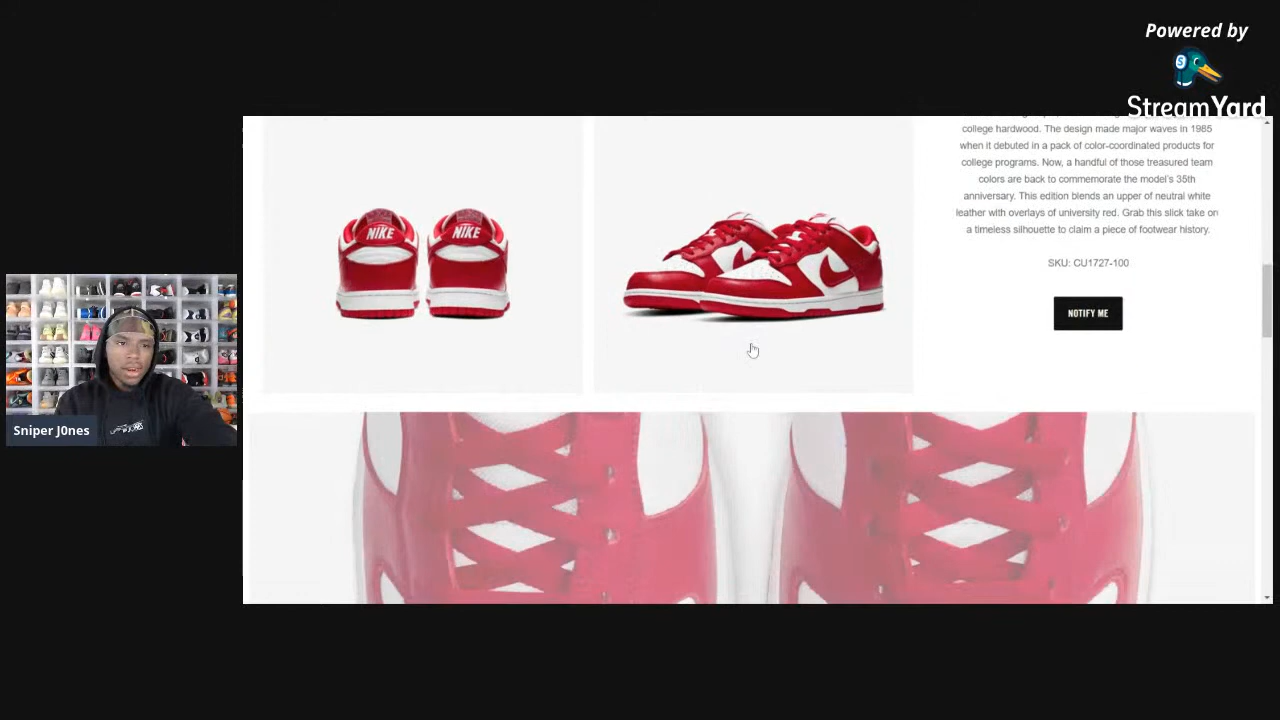 Powered by
StreamYard
college hardwood. The design made major waves in 1985
when it debuted in a pack of color-coordinated products for
college programs. Now, a handful of those treasured team
colors are back to commemorate the model's 35th
anniversary. This edition blends an upper of neutral white
leather with overlays of university red. Grab this slick take on
a timeless silhouette to claim a piece of footwear history.
SKU: CU1727-100
NOTIFY ME
NIKE
NIKE
Sniper J0nes